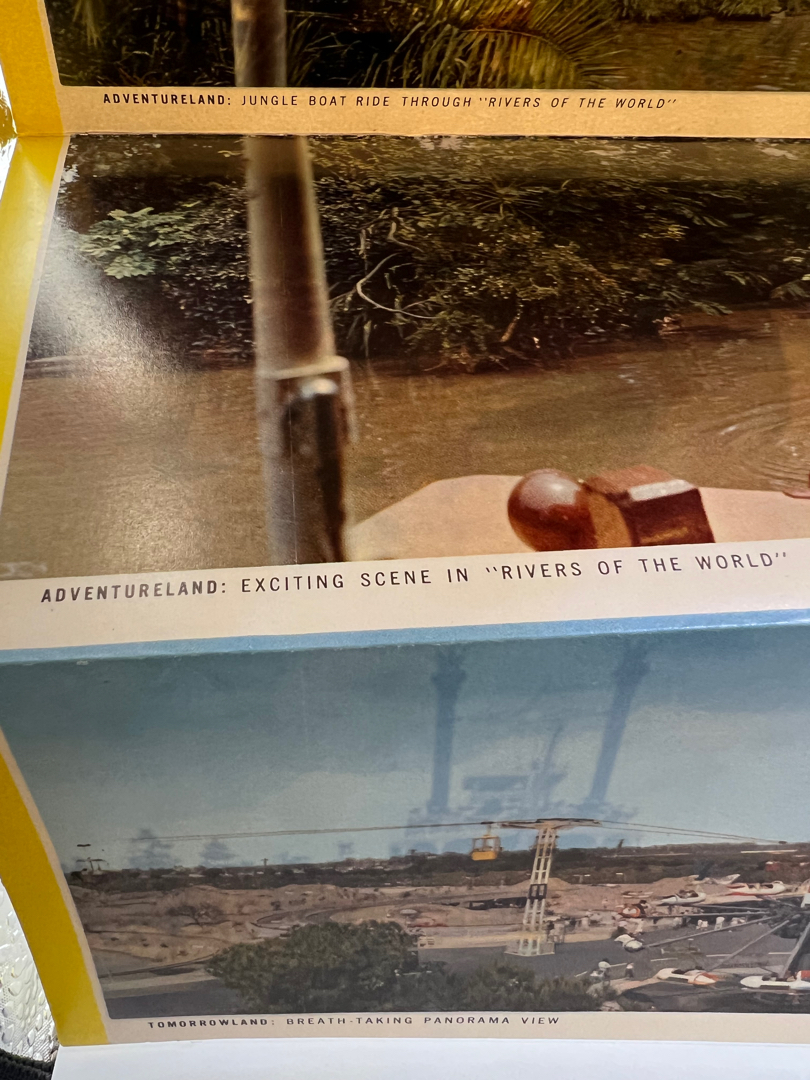 ADVENTURELAND: JUNGLE BOAT RIDE THROUGH "RIVERS OF THE WORLD"
ADVENTURELAND: EXCITING SCENE IN "RIVERS OF THE WORLD"
TOMORROWLAND: BREATH-TAKING PANORAMA VIEW